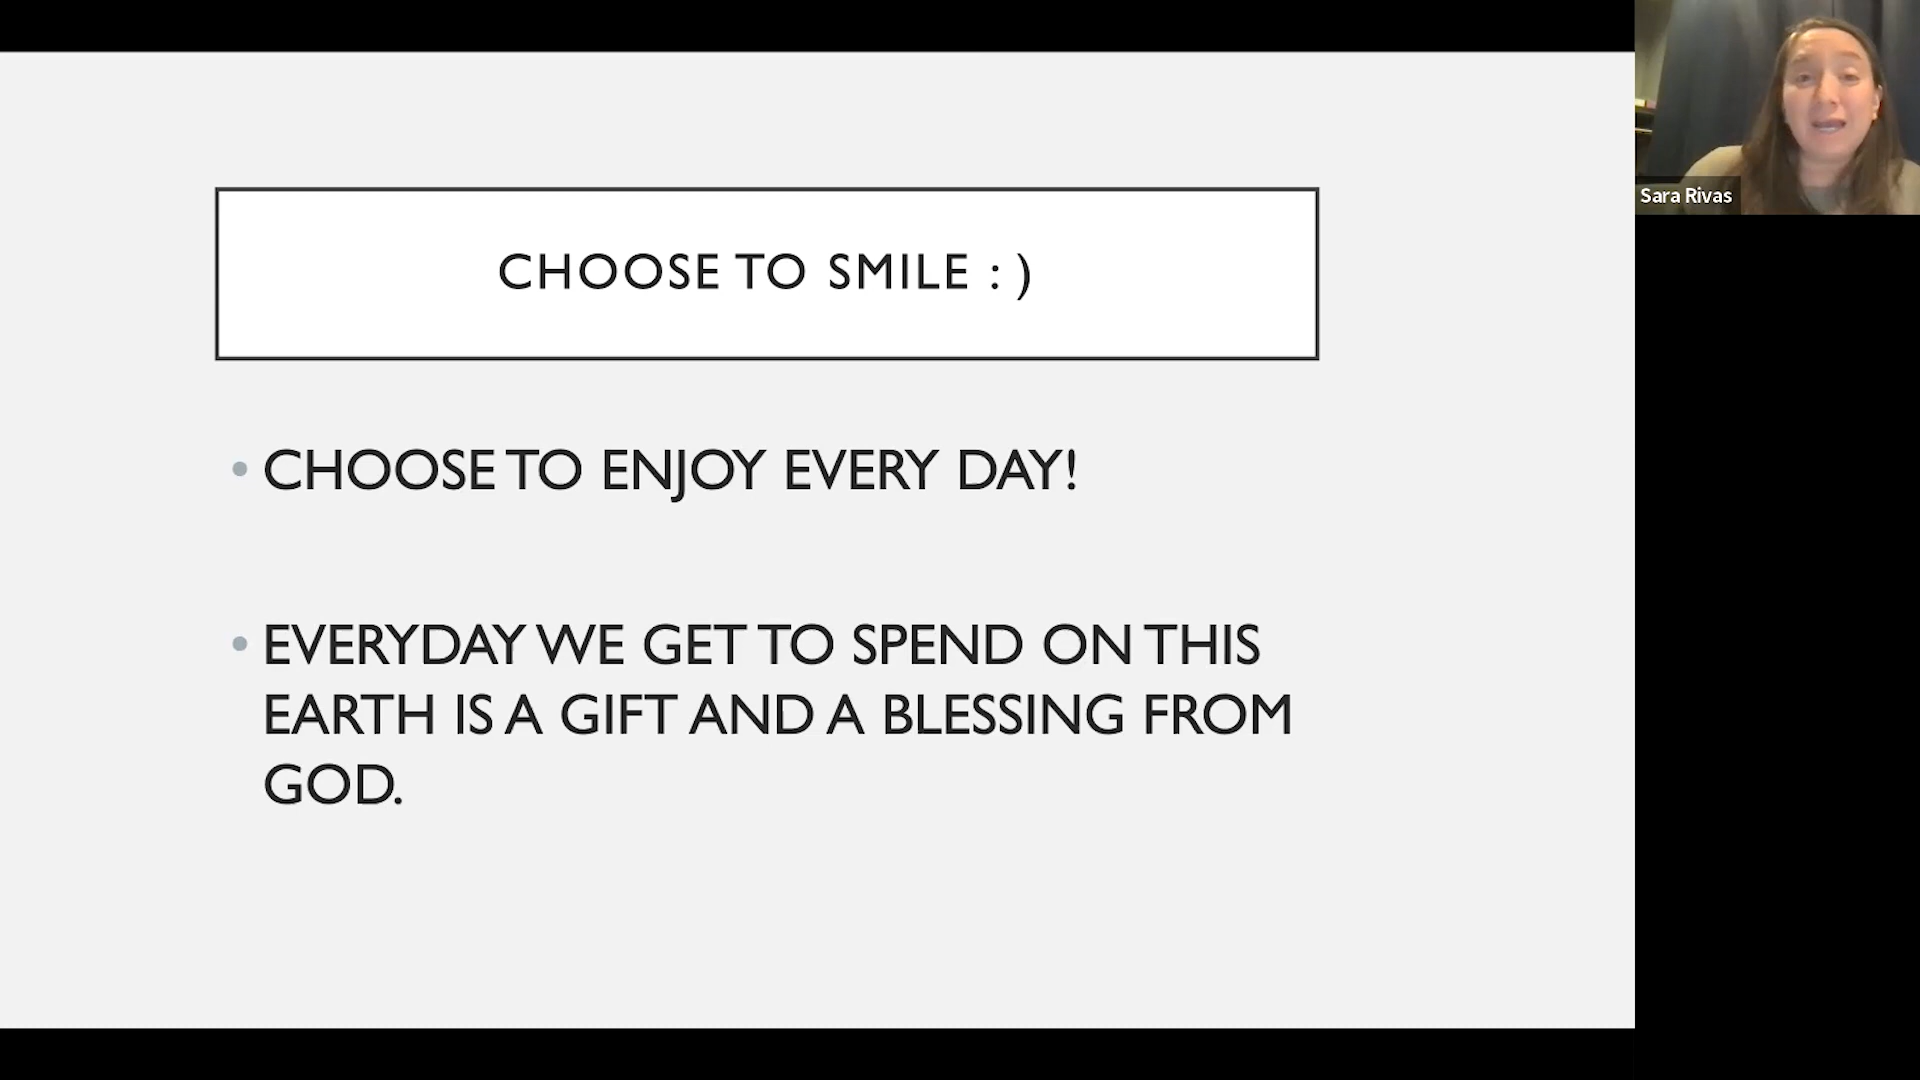 CHOOSE TO SMILE : )
• CHOOSE TO ENJOY EVERY DAY!
• EVERYDAY WE GET TO SPEND ON THIS
EARTH IS A GIFT AND A BLESSING FROM
GOD.
Sara Rivas